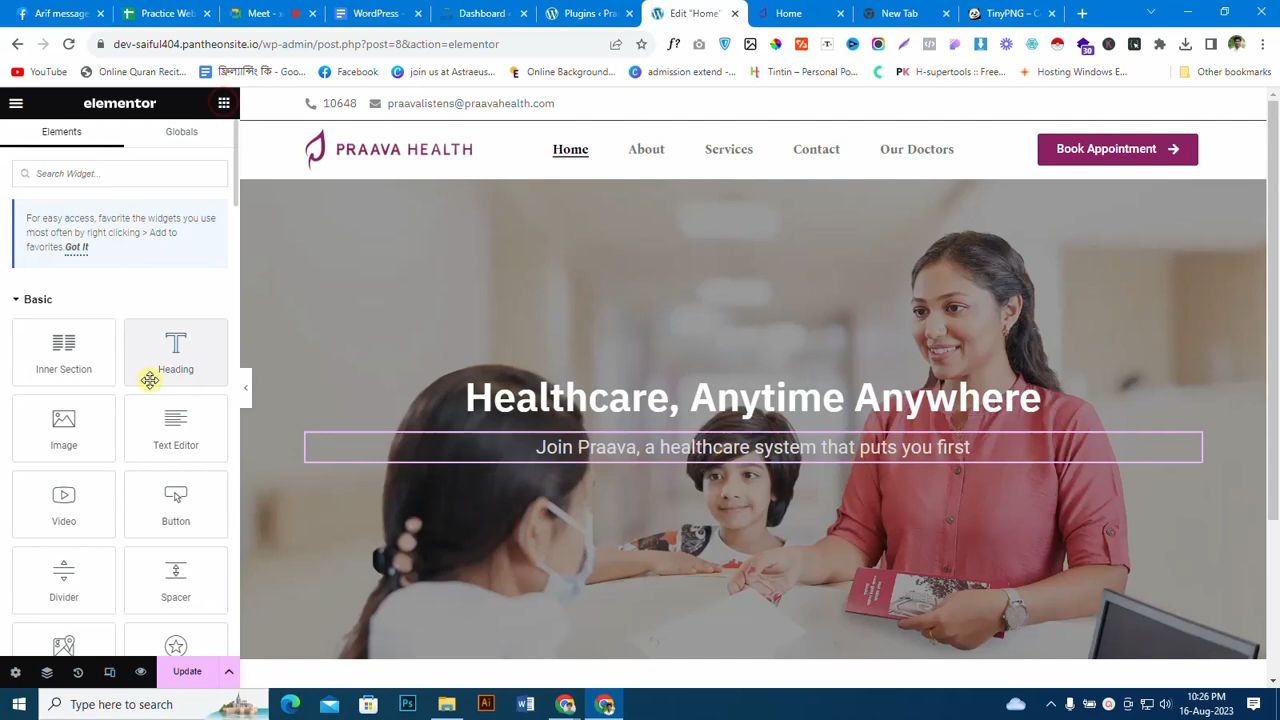 Practice Web
Meet -
WordPress
Dashboard
Plugins ‹ Pra
Edit "Home"
Home
New Tab
TinyPNG – C
dev-saiful404.pantheonsite.io/wp-admin/post.php?post=8&action=elementor
YouTube
Online Quran Recit...
ফ্রিল্যান্সিং কি - Goo...
Facebook
join us at Astraeus...
Online Background...
admission extend -...
Tintin – Personal Po...
H-supertools :: Free...
Hosting Windows E...
Other bookmarks
30
elementor
Elements
Globals
Search Widget...
For easy access, favorite the widgets you use
most often by right clicking > Add to
favorites. Got It
Basic
Inner Section
Heading
Image
Text Editor
Video
Button
Divider
Spacer
Update
10648
praavalistens@praavahealth.com
PRAAVA HEALTH
Home
About
Services
Contact
Our Doctors
Book Appointment
Healthcare, Anytime Anywhere
Join Praava, a healthcare system that puts you first
Type here to search
10:26 PM
16-Aug-2023